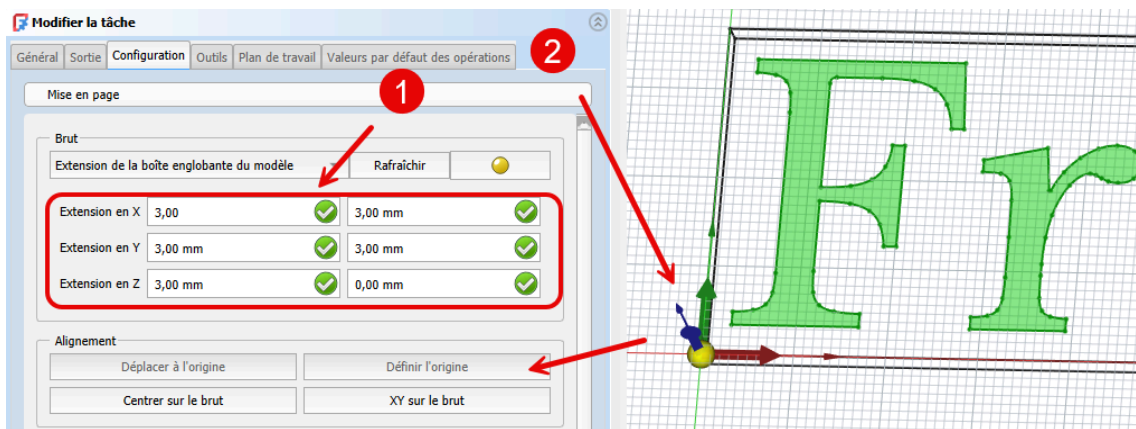 Modifier la tâche
Général Sortie Configuration Outils Plan de travail Valeurs par défaut des opérations
2
1
Mise en page
Brut
Extension de la boîte englobante du modèle Rafraîchir
Extension en X 3,00 3,00 mm
Extension en Y 3,00 mm 3,00 mm
Extension en Z 3,00 mm 0,00 mm
Alignement
Déplacer à l'origine Définir l'origine
Centrer sur le brut XY sur le brut
Fr